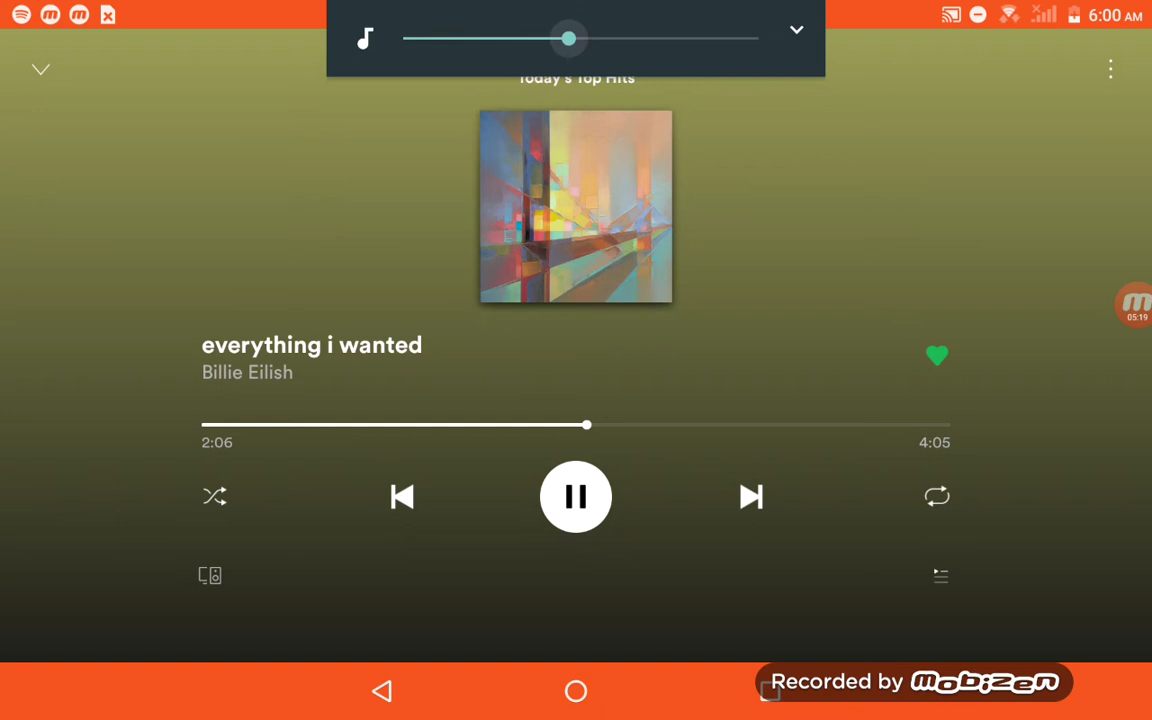 6:00 AM
Today's Top Hits
05:19
everything i wanted
Billie Eilish
2:06
4:05
Recorded by mobizen